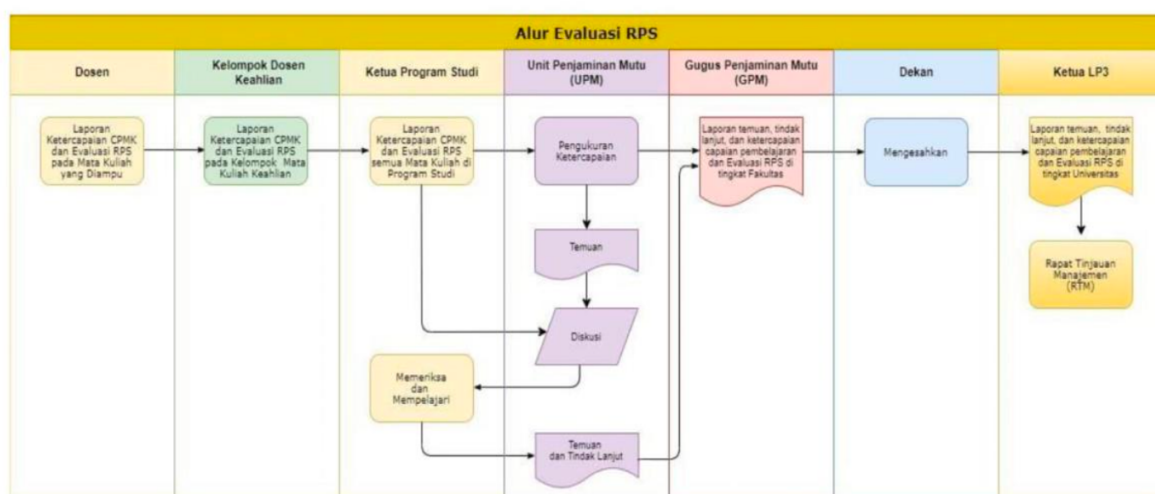 Alur Evaluasi RPS
Dosen
Kelompok Dosen
Keahlian
Ketua Program Studi
Unit Penjaminan Mutu
(UPM)
Gugus Penjaminan Mutu
(GPM)
Dekan
Ketua LP3
Laporan
Ketercapaian CPMK
dan Evaluasi RPS
pada Mata Kuliah
yang Diampu
Laporan
Ketercapaian CPMK
dan Evaluasi RPS
pada Kelompok Mata
Kuliah Keahlian
Laporan
Ketercapaian CPMK
dan Evaluasi RPS
semua Mata Kuliah di
Program Studi
Pengukuran
Ketercapaian
Laporan temuan, tindak
lanjut, dan ketercapaian
capaian pembelajaran
dan Evaluasi RPS di
tingkat Fakultas
Mengesahkan
Laporan temuan, tindak
lanjut, dan ketercapaian
capaian pembelajaran
dan Evaluasi RPS di
tingkat Universitas
Temuan
Rapat Tinjauan
Manajemen
(RTM)
Diskusi
Memeriksa
dan
Mempelajari
Temuan
dan Tindak Lanjut